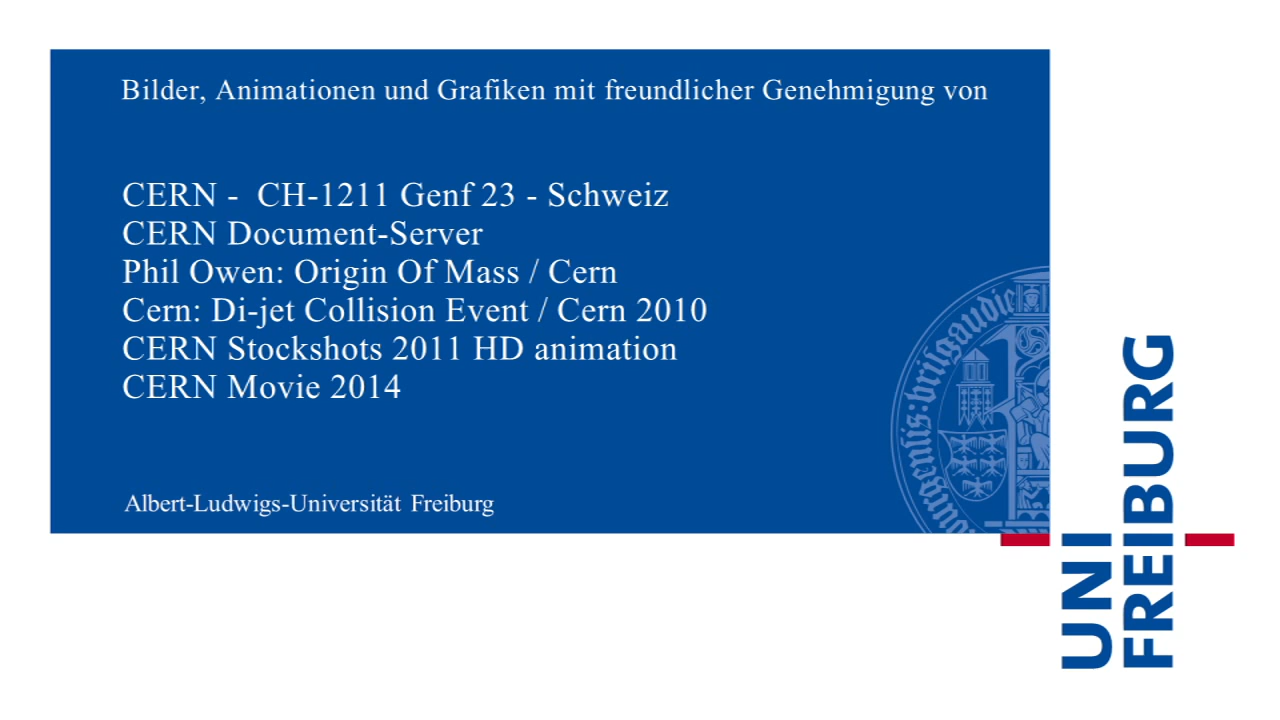 Bilder, Animationen und Grafiken mit freundlicher Genehmigung von
CERN - CH-1211 Genf 23 - Schweiz
CERN Document-Server
Phil Owen: Origin Of Mass / Cern
Cern: Di-jet Collision Event / Cern 2010
CERN Stockshots 2011 HD animation
CERN Movie 2014
Albert-Ludwigs-Universität Freiburg
UNI
FREIBURG